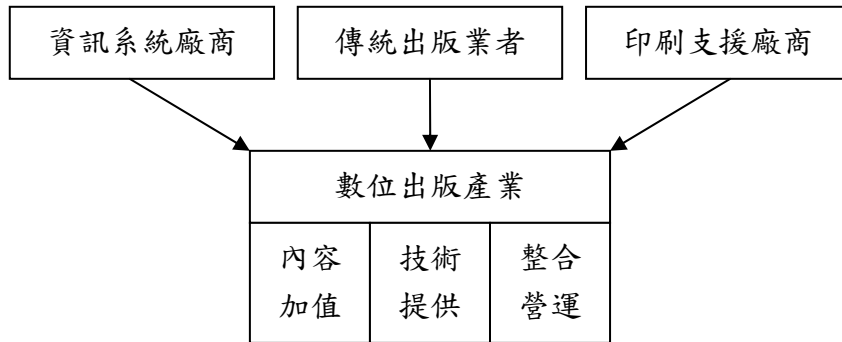 資訊系統廠商
傳統出版業者
印刷支援廠商
數位出版產業
內容
加值
技術
提供
整合
營運